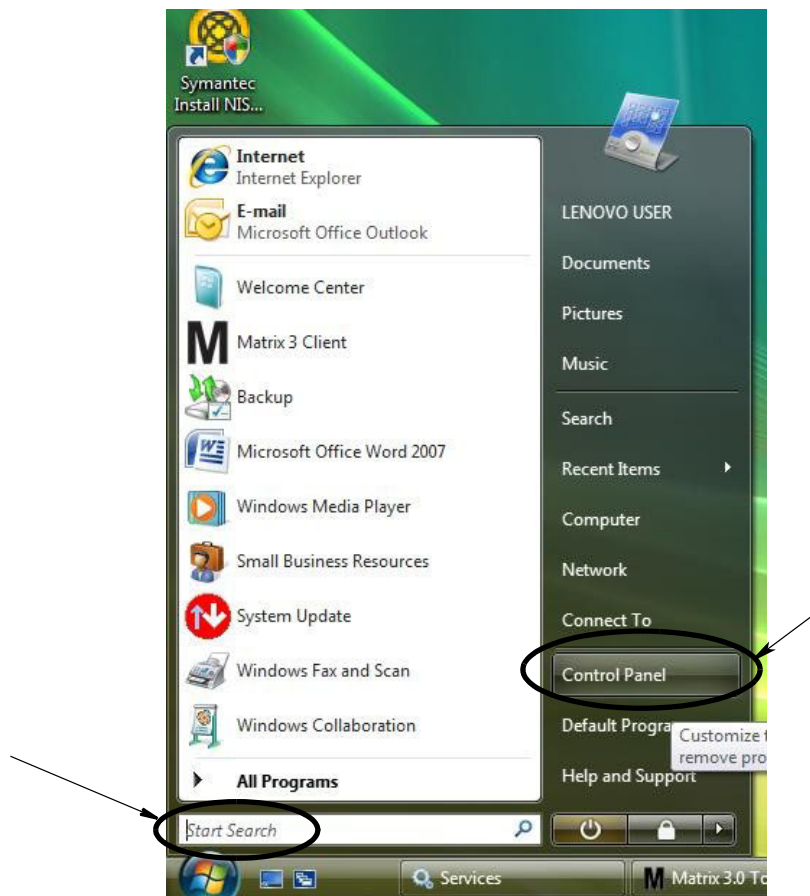 Symantec
Install NIS...
Internet
Internet Explorer
E-mail
Microsoft Office Outlook
Welcome Center
Matrix 3 Client
Backup
Microsoft Office Word 2007
Windows Media Player
Small Business Resources
System Update
Windows Fax and Scan
Windows Collaboration
All Programs
Start Search
LENOVO USER
Documents
Pictures
Music
Search
Recent Items
Computer
Network
Connect To
Control Panel
Default Progra
Customize t
remove pro
Help and Support
Services
M Matrix 3.0 To